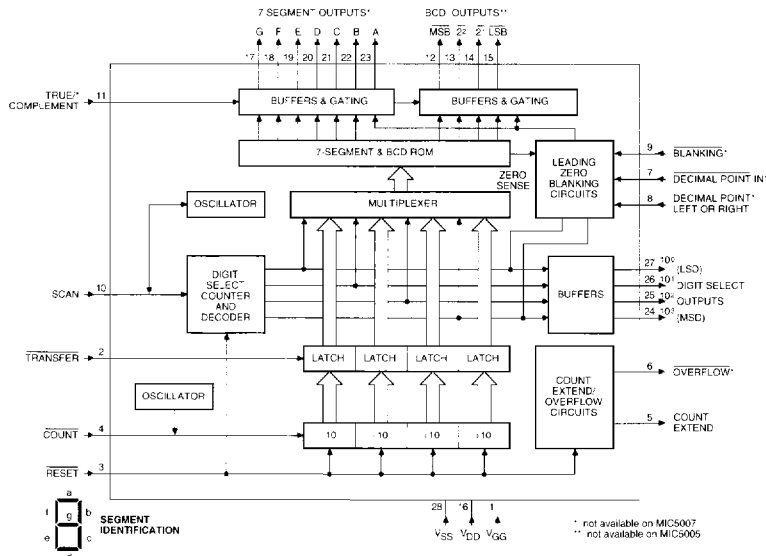 7 SEGMENT OUTPUTS* BCD OUTPUTS**
G F E D C B A MSB 2² 2¹ LSB
17 18 19 20 21 22 23 12 13 14 15
TRUE/*
COMPLEMENT
11
BUFFERS & GATING
BUFFERS & GATING
7-SEGMENT & BCD ROM
ZERO
SENSE
LEADING
ZERO
BLANKING
CIRCUITS
9 BLANKING*
7 DECIMAL POINT IN*
8 DECIMAL POINT*
LEFT OR RIGHT
OSCILLATOR
MULTIPLEXER
SCAN 10
DIGIT
SELECT
COUNTER
AND
DECODER
BUFFERS
27 10⁰ (LSD)
26 10¹ DIGIT SELECT
25 10² OUTPUTS
24 10³ (MSD)
TRANSFER 2
LATCH LATCH LATCH LATCH
OSCILLATOR
COUNT
EXTEND/
OVERFLOW
CIRCUITS
6 OVERFLOW*
5 COUNT
EXTEND
COUNT 4
÷10 ÷10 ÷10 ÷10
RESET 3
a
f g b
e c
d
SEGMENT
IDENTIFICATION
28 16 1
VSS VDD VGG
* not available on MIC5007
** not available on MIC5005